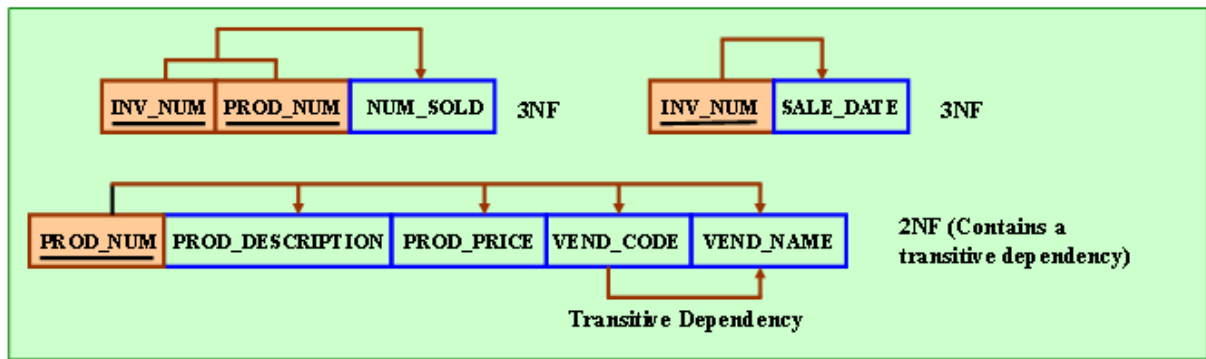 INV_NUM PROD_NUM NUM_SOLD 3NF
INV_NUM SALE_DATE 3NF
PROD_NUM PROD_DESCRIPTION PROD_PRICE VEND_CODE VEND_NAME
2NF (Contains a
transitive dependency)
Transitive Dependency